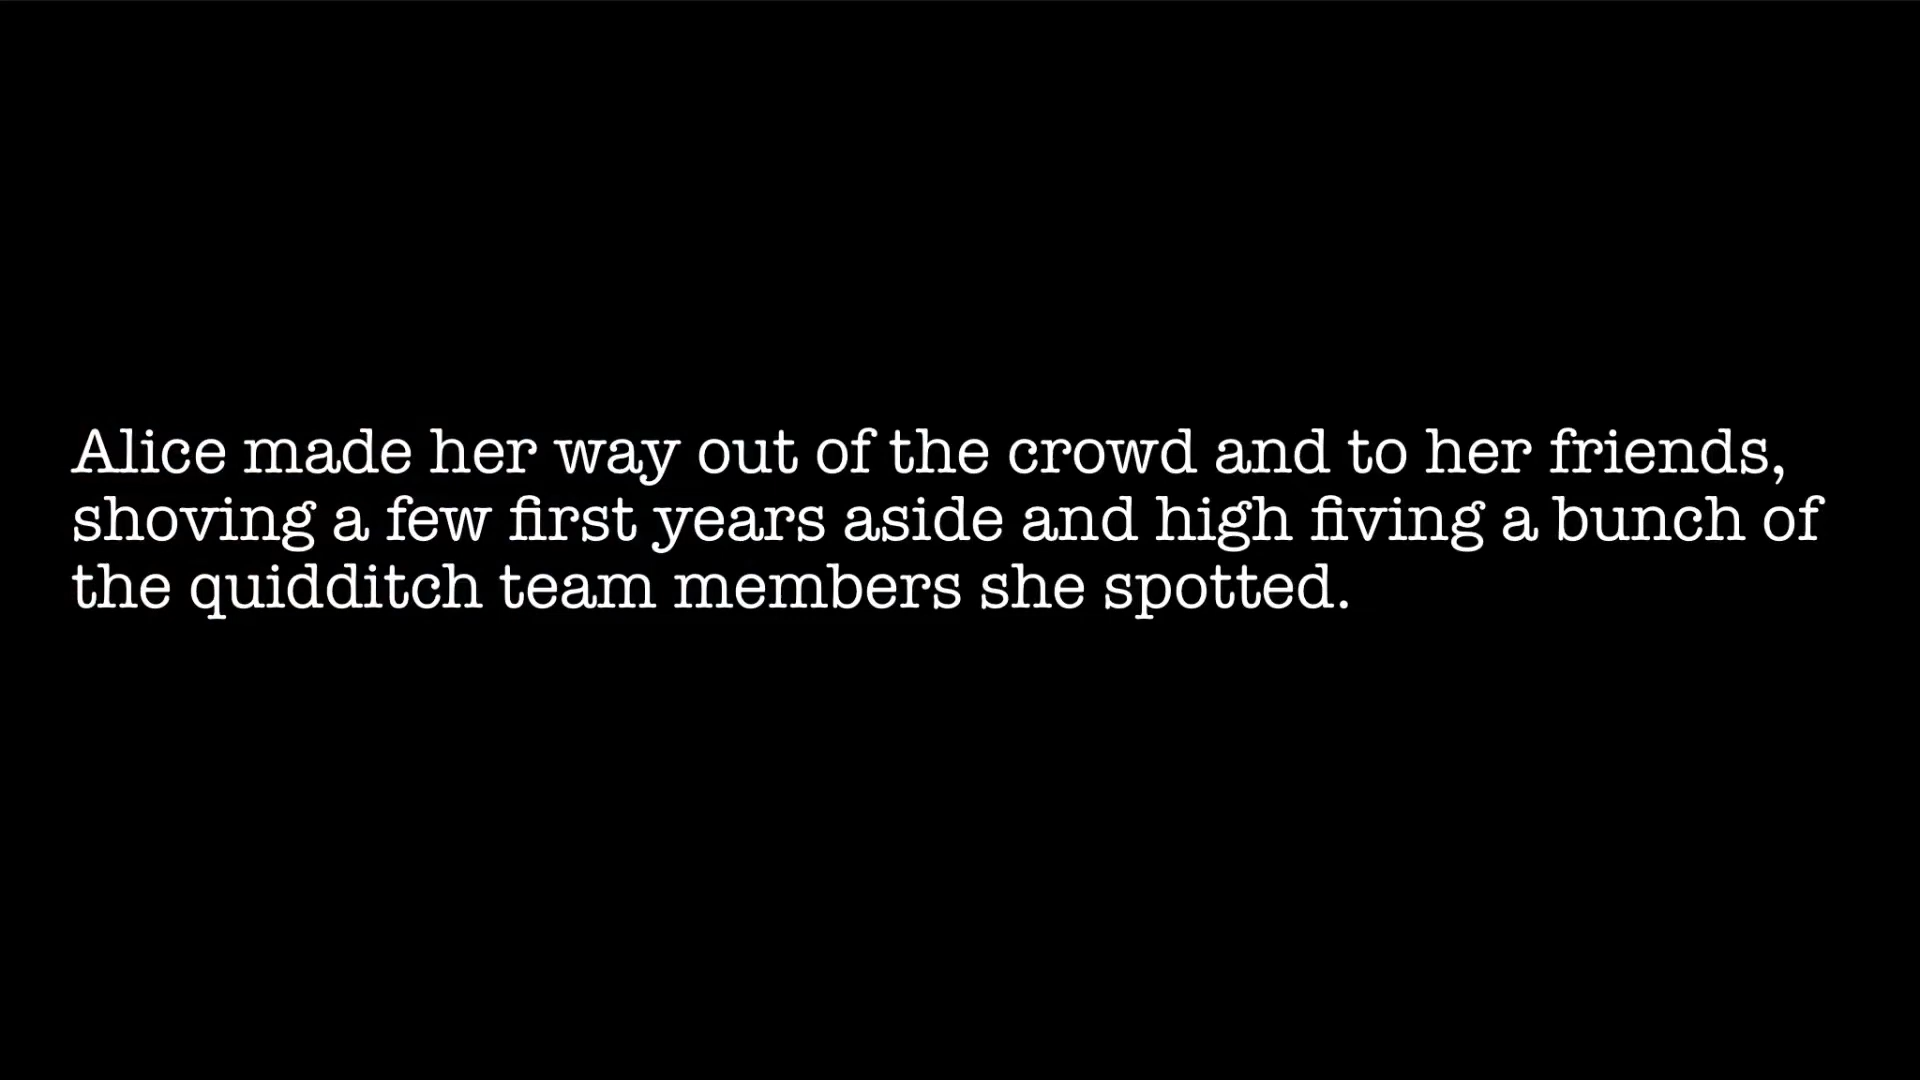 Alice made her way out of the crowd and to her friends,
shoving a few first years aside and high fiving a bunch of
the quidditch team members she spotted.